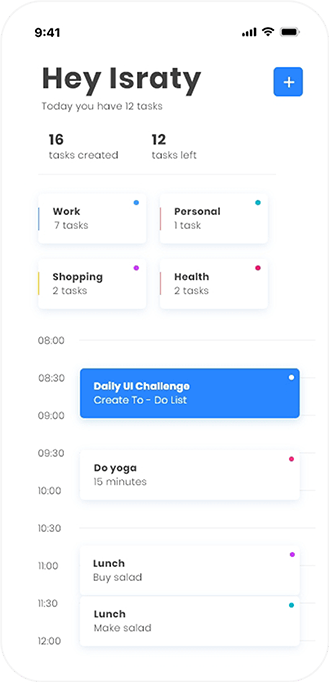 9:41
Hey Israty
Today you have 12 tasks
16
tasks created
12
tasks left
Work
7 tasks
Personal
1 task
Shopping
2 tasks
Health
2 tasks
08:00
08:30
Daily UI Challenge
Create To - Do List
09:00
09:30
Do yoga
15 minutes
10:00
10:30
11:00
Lunch
Buy salad
11:30
Lunch
Make salad
12:00